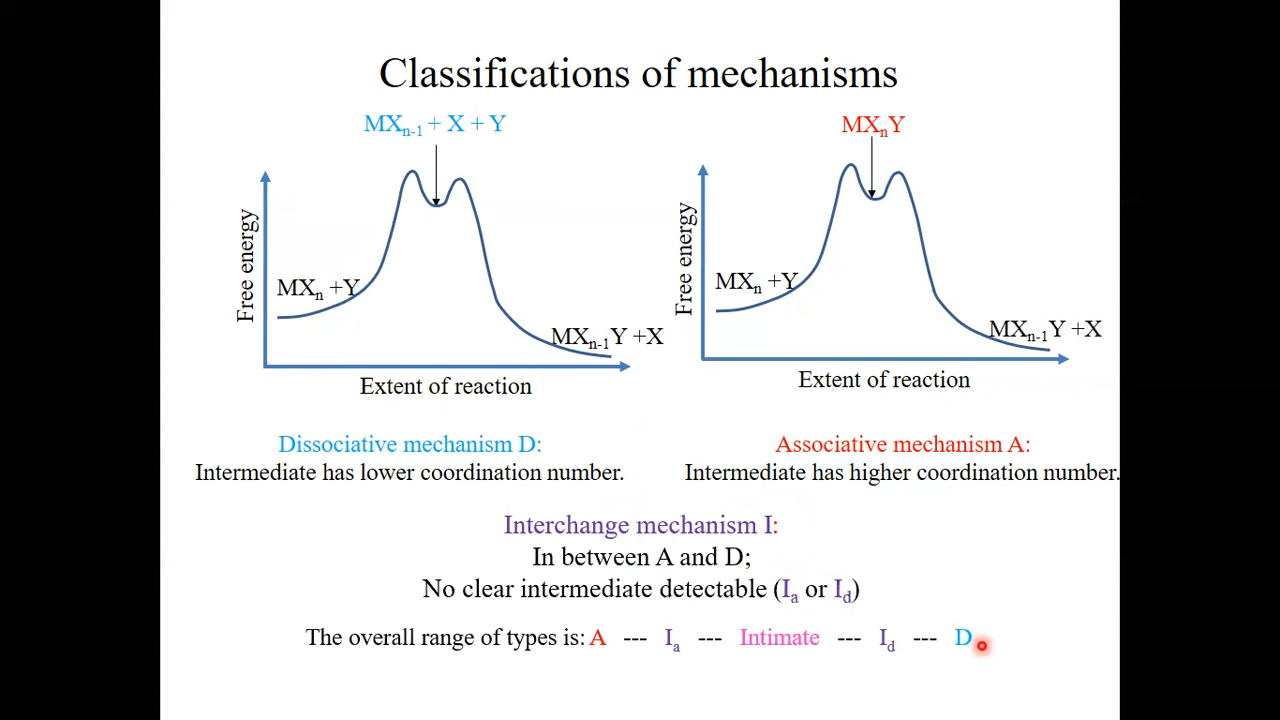 Classifications of mechanisms
MXn-1 + X + Y
Free energy
MXn +Y
MXn-1Y +X
Extent of reaction
MXnY
Free energy
MXn +Y
MXn-1Y +X
Extent of reaction
Dissociative mechanism D:
Intermediate has lower coordination number.
Associative mechanism A:
Intermediate has higher coordination number.
Interchange mechanism I:
In between A and D;
No clear intermediate detectable (Ia or Id)
The overall range of types is: A --- Ia --- Intimate --- Id --- D